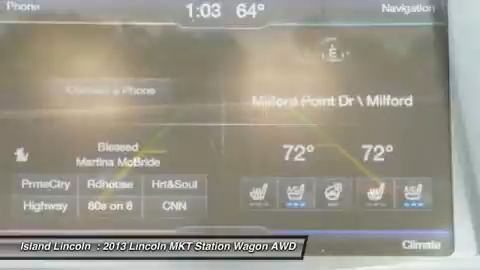 Phone 1:03 64° Navigation
E
Connect a Phone
Milford Point Dr \ Milford
Blessed
Martina McBride
72° 72°
PrmeCty Rdhouse Hrt&Soul
Highway 80s on 8 CNN
Island Lincoln : 2013 Lincoln MKT Station Wagon AWD
Climate